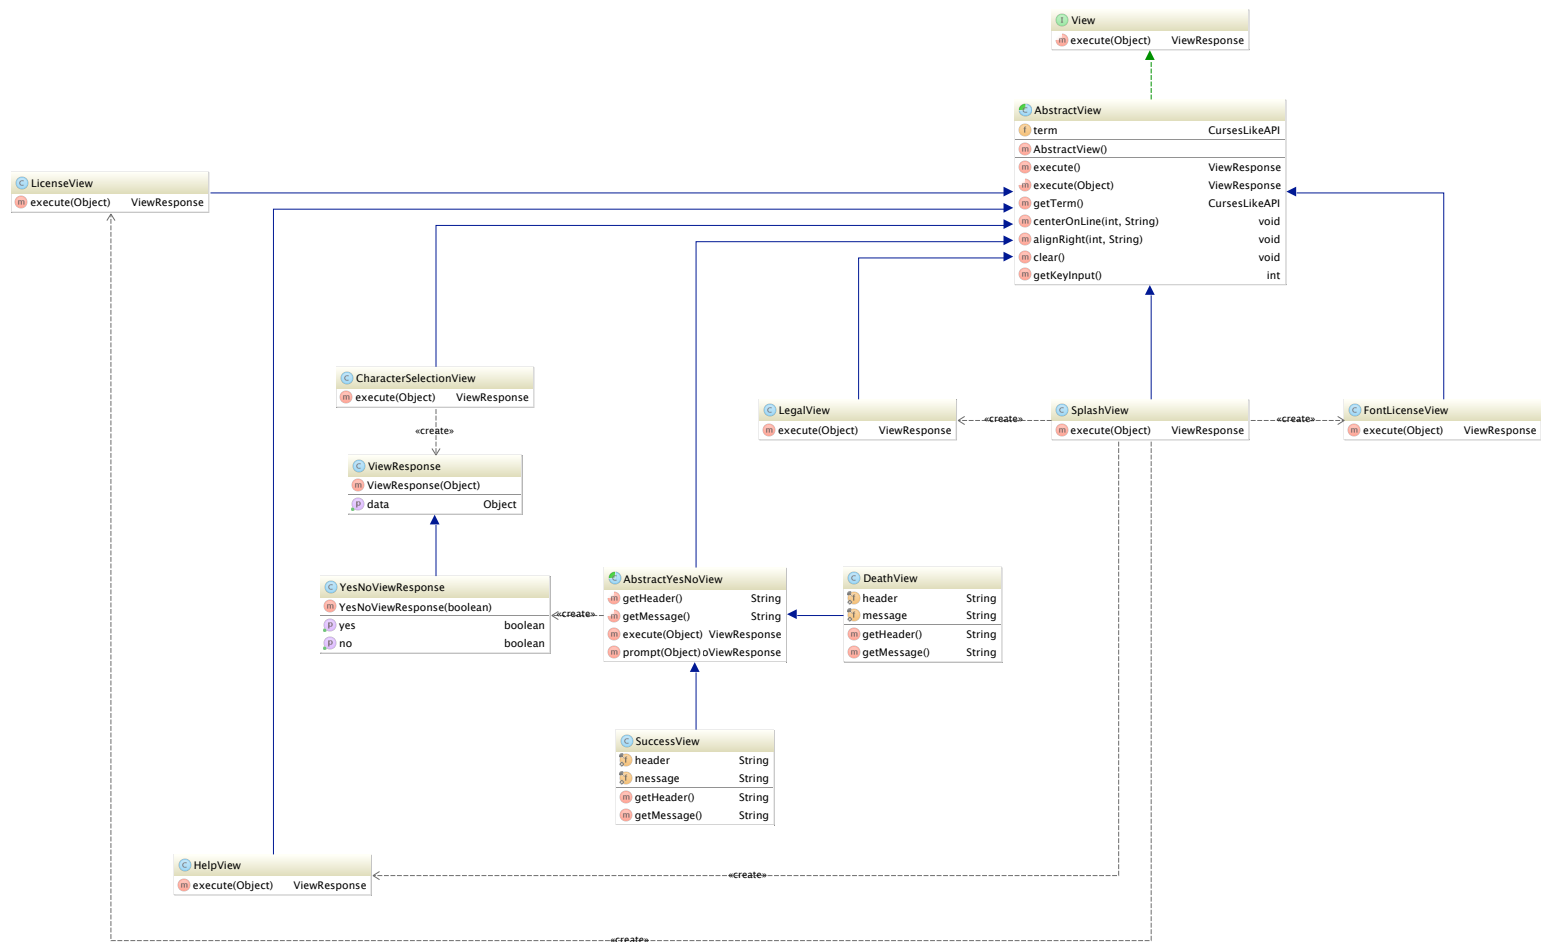 View
execute(Object) ViewResponse
AbstractView
term CursesLikeAPI
AbstractView()
execute() ViewResponse
execute(Object) ViewResponse
getTerm() CursesLikeAPI
centerOnLine(int, String) void
alignRight(int, String) void
clear() void
getKeyInput() int
LicenseView
execute(Object) ViewResponse
CharacterSelectionView
execute(Object) ViewResponse
«create»
LegalView
execute(Object) ViewResponse
«create»
SplashView
execute(Object) ViewResponse
«create»
FontLicenseView
execute(Object) ViewResponse
ViewResponse
ViewResponse(Object)
data Object
YesNoViewResponse
YesNoViewResponse(boolean)
yes boolean
no boolean
«create»
AbstractYesNoView
getHeader() String
getMessage() String
execute(Object) ViewResponse
prompt(Object) oViewResponse
DeathView
header String
message String
getHeader() String
getMessage() String
SuccessView
header String
message String
getHeader() String
getMessage() String
HelpView
execute(Object) ViewResponse
«create»
«create»